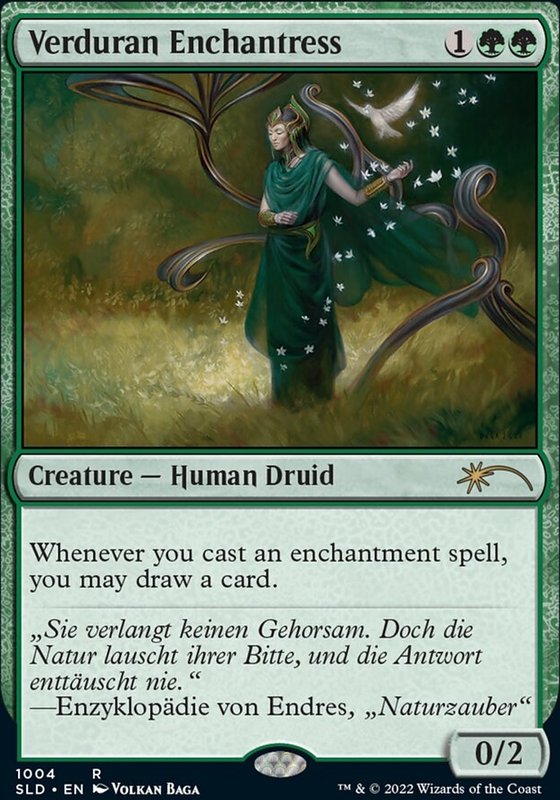 Verduran Enchantress 1
Creature — Human Druid
Whenever you cast an enchantment spell,
you may draw a card.
„Sie verlangt keinen Gehorsam. Doch die
Natur lauscht ihrer Bitte, und die Antwort
enttäuscht nie.“
—Enzyklopädie von Endres, „Naturzauber“
0/2
1004 R
SLD • EN Volkan Baga
™ & © 2022 Wizards of the Coast